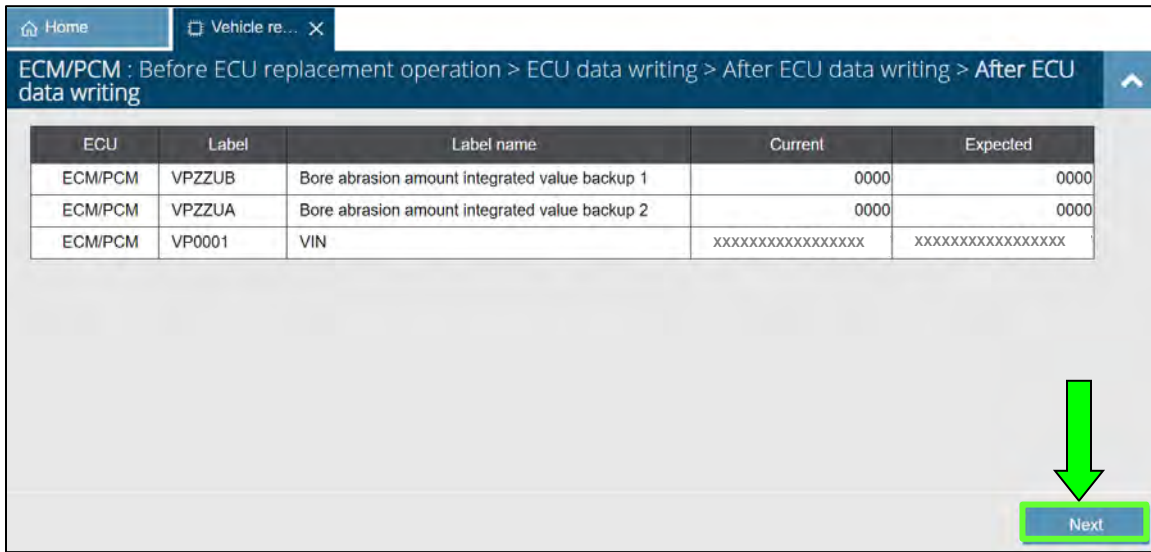 Home
Vehicle re...
ECM/PCM : Before ECU replacement operation > ECU data writing > After ECU data writing > After ECU
data writing
ECU Label Label name Current Expected
ECM/PCM VPZZUB Bore abrasion amount integrated value backup 1 0000 0000
ECM/PCM VPZZUA Bore abrasion amount integrated value backup 2 0000 0000
ECM/PCM VP0001 VIN XXXXXXXXXXXXXXXXX XXXXXXXXXXXXXXXXX
Next